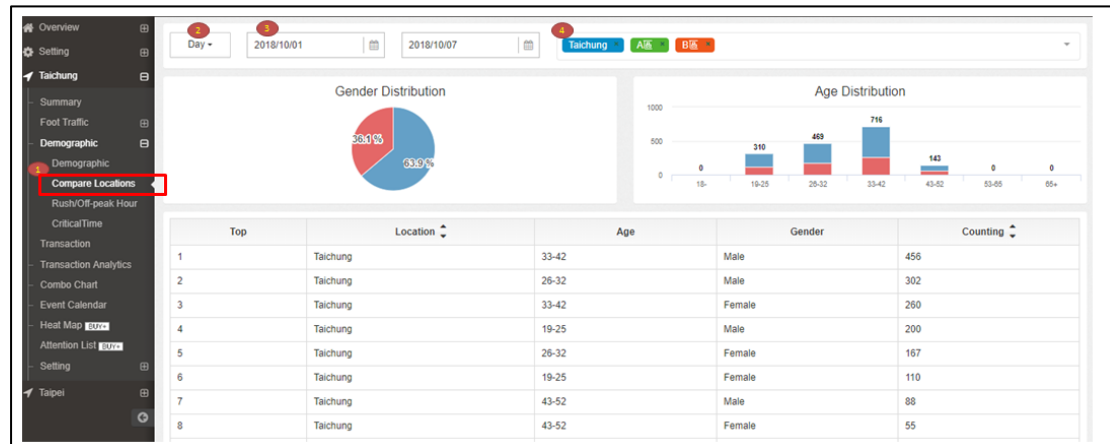 Overview
Setting
Taichung
Summary
Foot Traffic
Demographic
Demographic
1
Compare Locations
Rush/Off-peak Hour
CriticalTime
Transaction
Transaction Analytics
Combo Chart
Event Calendar
Heat Map BUY+
Attention List BUY+
Setting
Taipei
2 3 4
Day 2018/10/01 2018/10/07 Taichung × A區 × B區 ×
Gender Distribution
36.1 %
63.9 %
Age Distribution
1000
500
0
0 310 469 716 143 0 0
18- 19-25 26-32 33-42 43-52 53-65 65+
Top Location Age Gender Counting
1 Taichung 33-42 Male 456
2 Taichung 26-32 Male 302
3 Taichung 33-42 Female 260
4 Taichung 19-25 Male 200
5 Taichung 26-32 Female 167
6 Taichung 19-25 Female 110
7 Taichung 43-52 Male 88
8 Taichung 43-52 Female 55